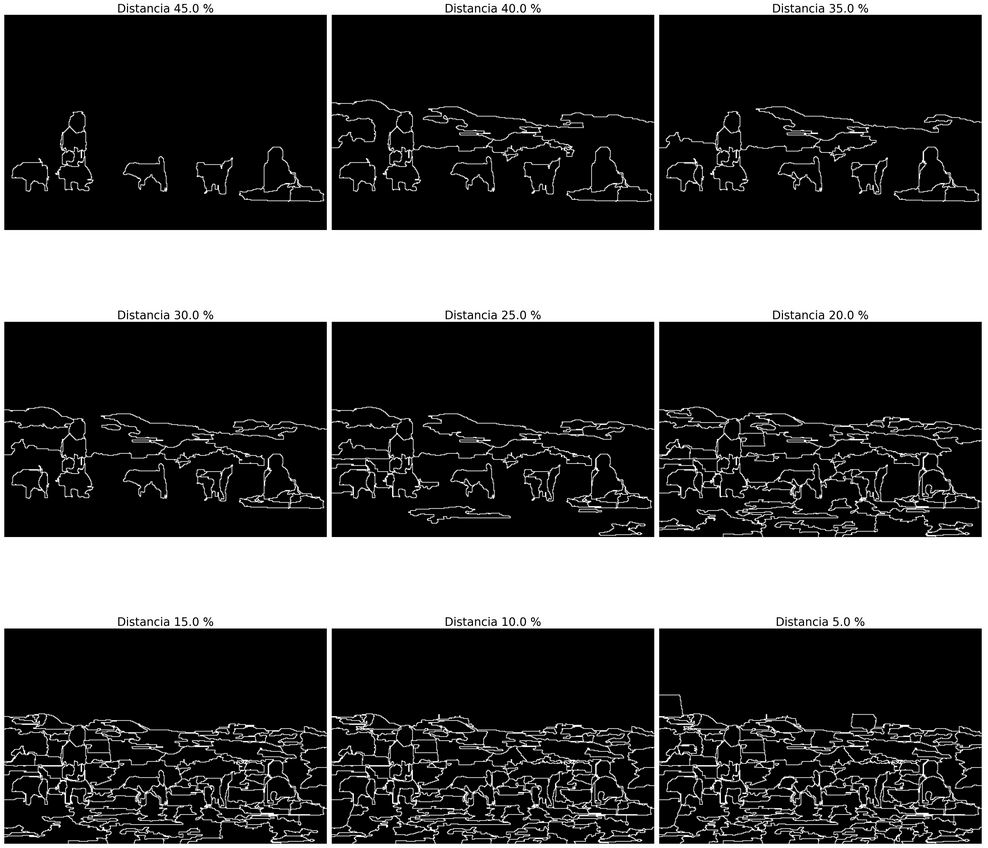 Distancia 45.0 %
Distancia 40.0 %
Distancia 35.0 %
Distancia 30.0 %
Distancia 25.0 %
Distancia 20.0 %
Distancia 15.0 %
Distancia 10.0 %
Distancia 5.0 %